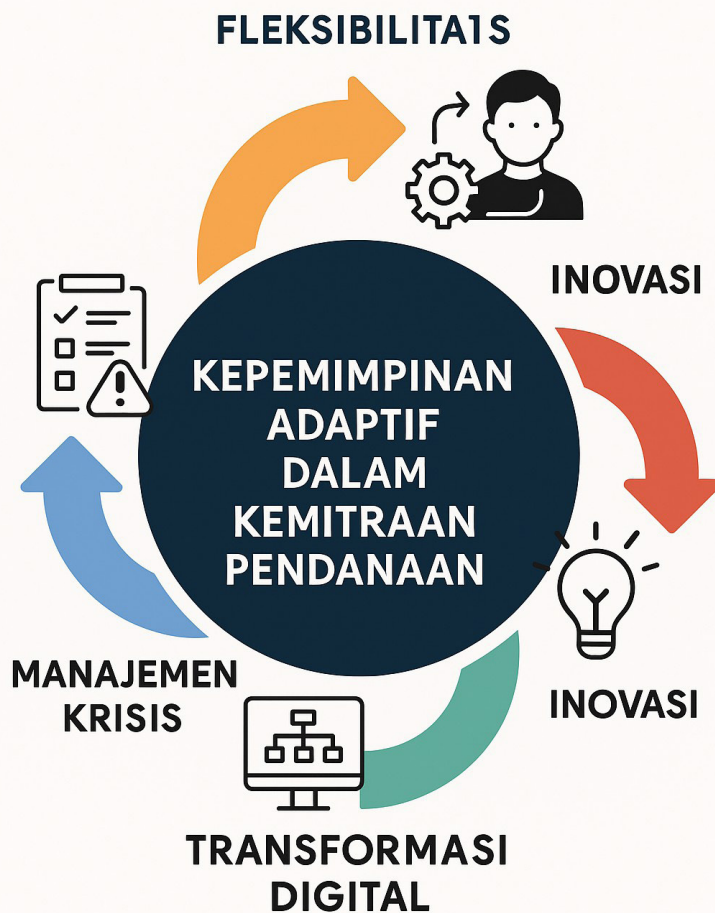 FLEKSIBILITA1S
INOVASI
KEPEMIMPINAN
ADAPTIF
DALAM
KEMITRAAN
PENDANAAN
MANAJEMEN
KRISIS
INOVASI
TRANSFORMASI
DIGITAL